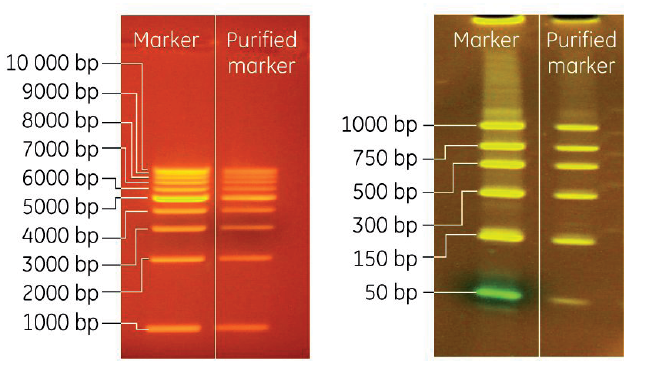 Marker
Purified
marker
10 000 bp
9000 bp
8000 bp
7000 bp
6000 bp
5000 bp
4000 bp
3000 bp
2000 bp
1000 bp
Marker
Purified
marker
1000 bp
750 bp
500 bp
300 bp
150 bp
50 bp